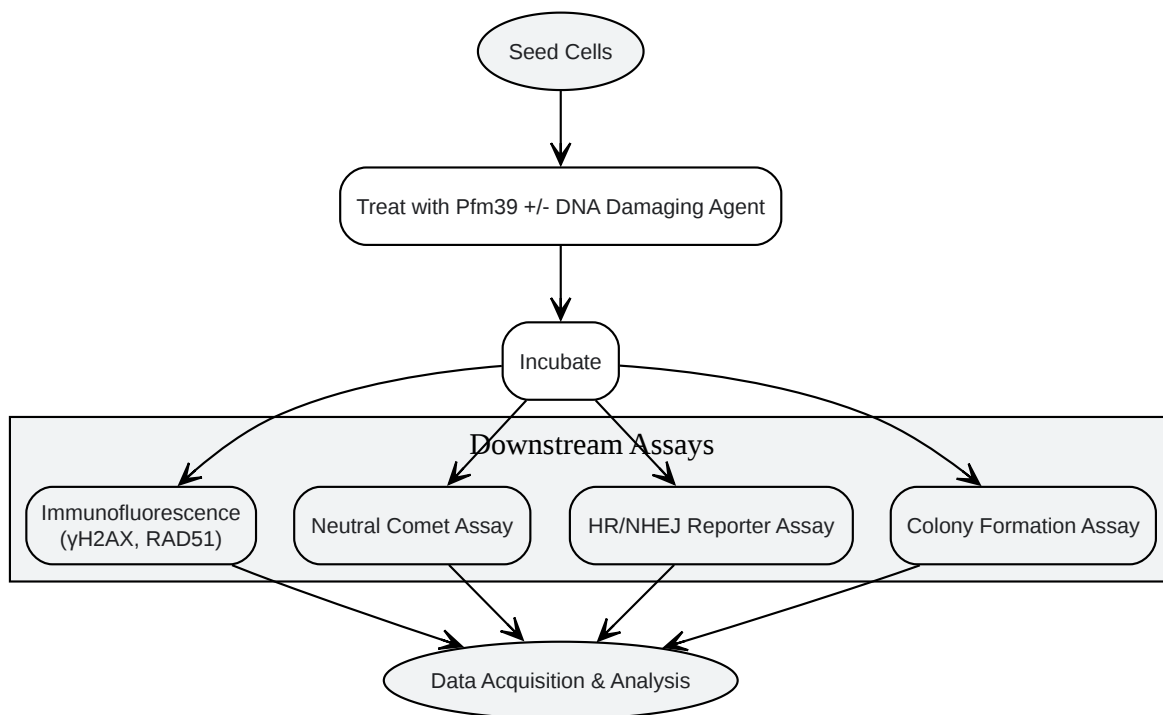 Seed Cells
Treat with Pfm39 +/- DNA Damaging Agent
Incubate
Downstream Assays
Immunofluorescence
(γH2AX, RAD51)
Neutral Comet Assay
HR/NHEJ Reporter Assay
Colony Formation Assay
Data Acquisition & Analysis